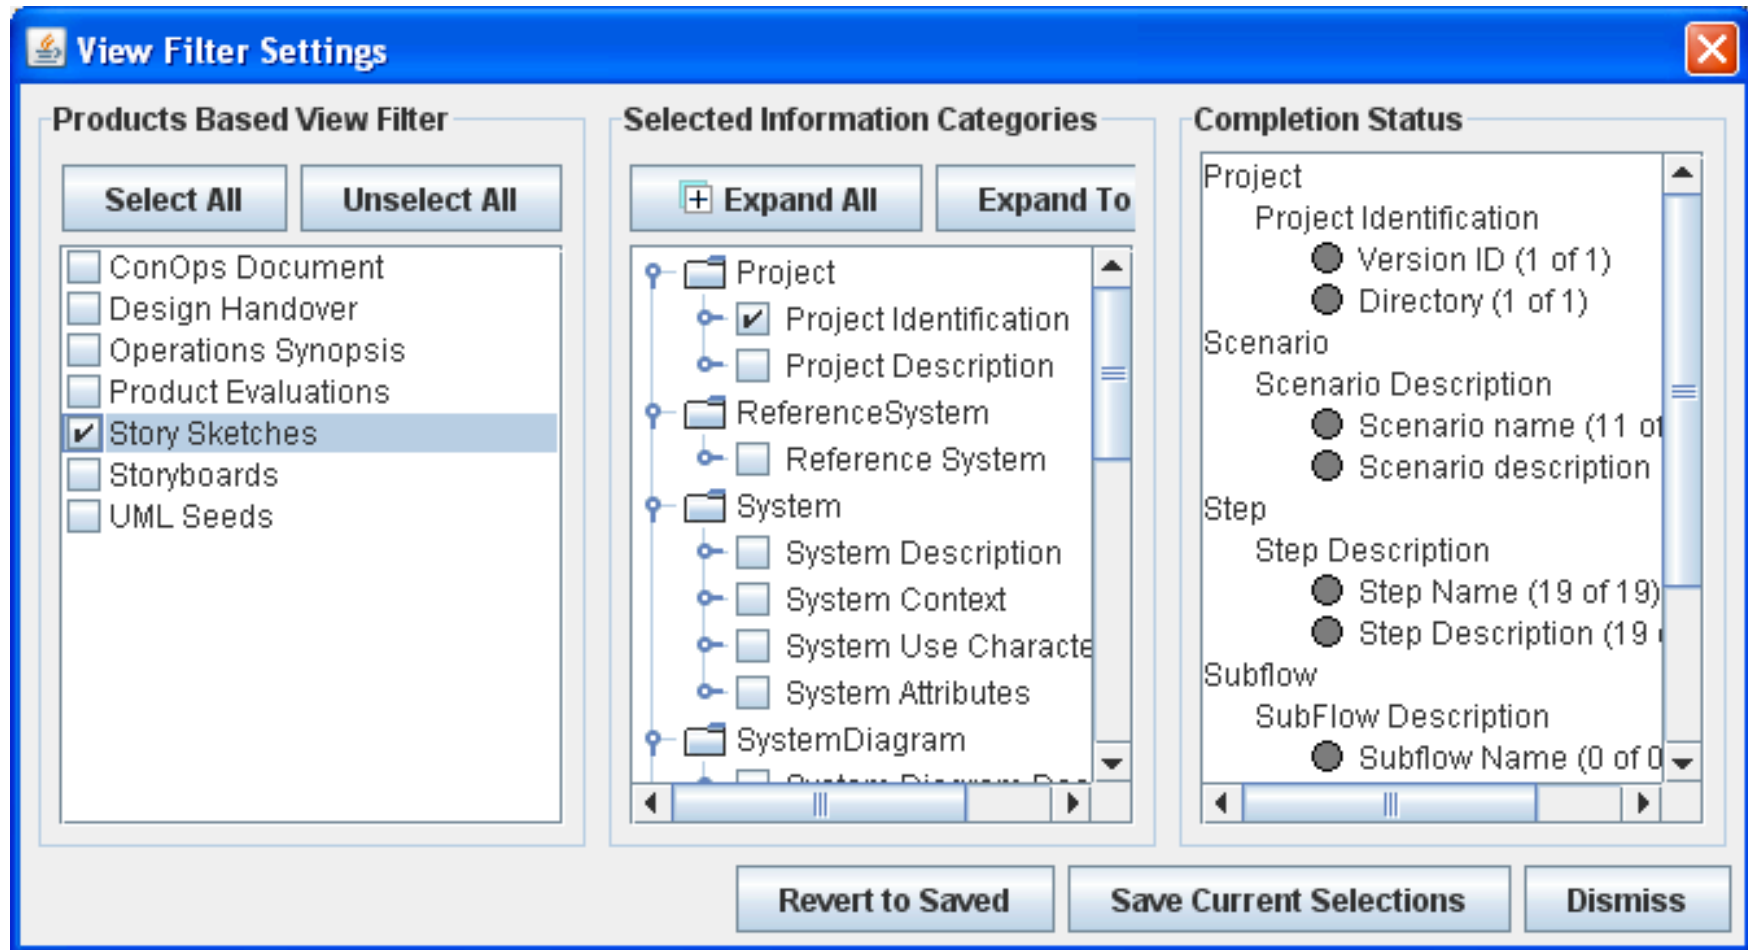 View Filter Settings
Products Based View Filter
Select All
Unselect All
ConOps Document
Design Handover
Operations Synopsis
Product Evaluations
Story Sketches
Storyboards
UML Seeds
Selected Information Categories
Expand All
Expand To
Project
Project Identification
Project Description
ReferenceSystem
Reference System
System
System Description
System Context
System Use Characte
System Attributes
SystemDiagram
System Diagram
Completion Status
Project
Project Identification
Version ID (1 of 1)
Directory (1 of 1)
Scenario
Scenario Description
Scenario name (11 of
Scenario description
Step
Step Description
Step Name (19 of 19)
Step Description (19
Subflow
SubFlow Description
Subflow Name (0 of 0
Revert to Saved
Save Current Selections
Dismiss